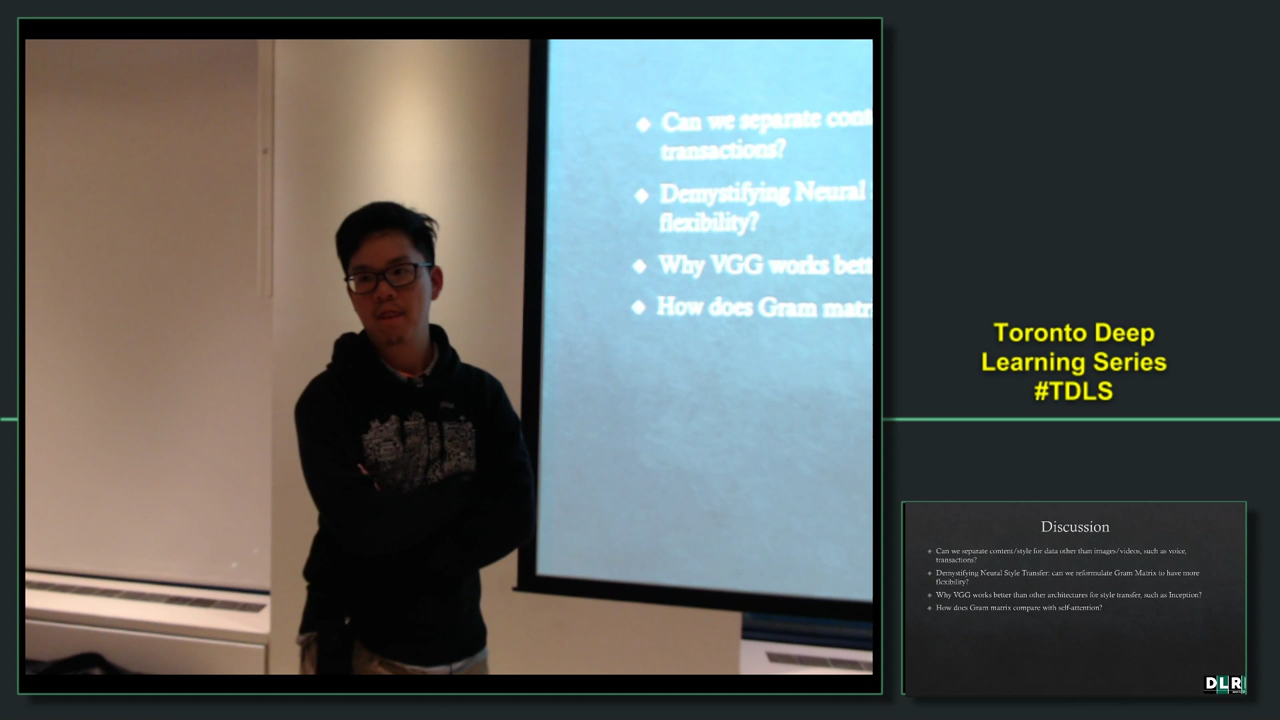 Can we separate
transactions?
Demystifying Neural
flexibility?
Why VGG works
How does Gram
Toronto Deep
Learning Series
#TDLS
Discussion
Can we separate content/style for data other than images/videos, such as voice,
transactions?
Demystifying Neural Style Transfer: can we reformulate Gram Matrix to have more
flexibility?
Why VGG works better than other architectures for style transfer, such as Inception?
How does Gram matrix compare with self-attention?
DLR